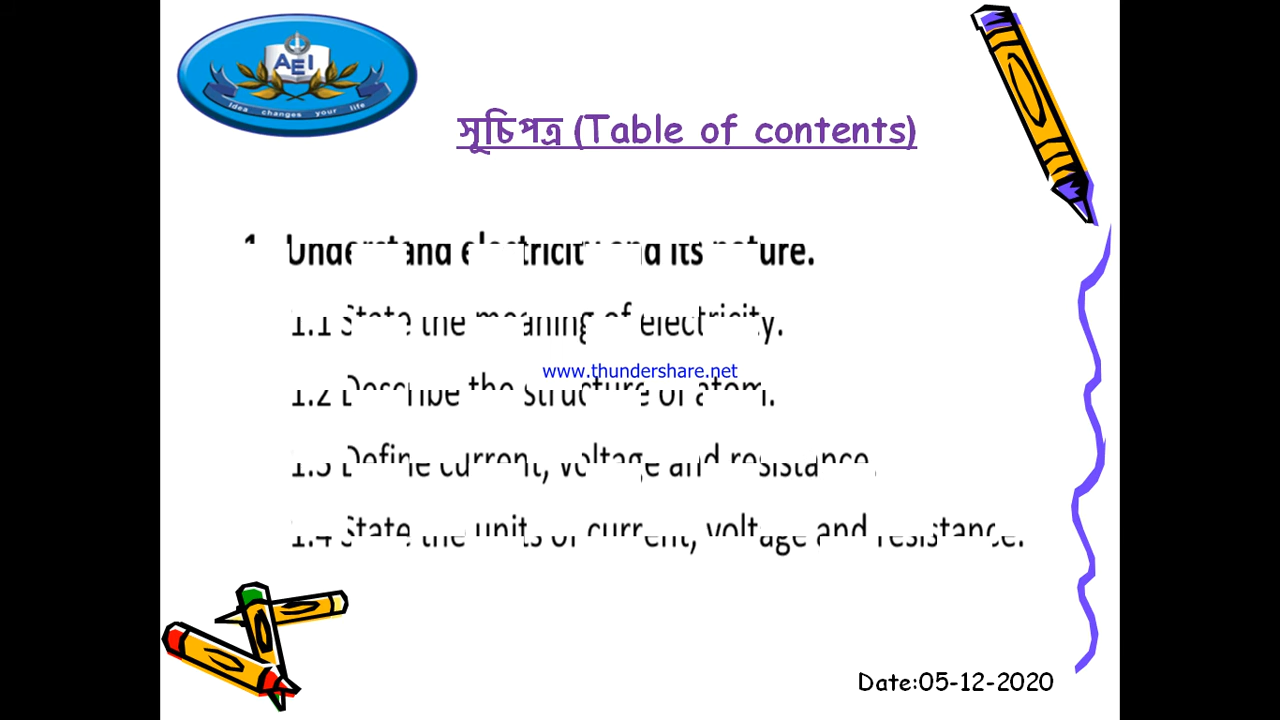 AEI
Idea changes your life
সূচিপত্র (Table of contents)
1. Understand electricity and its nature.
1.1 State the meaning of electricity.
www.thundershare.net
1.2 Describe the structure of atom.
1.3 Define current, voltage and resistance.
1.4 State the units of current, voltage and resistance.
Date:05-12-2020